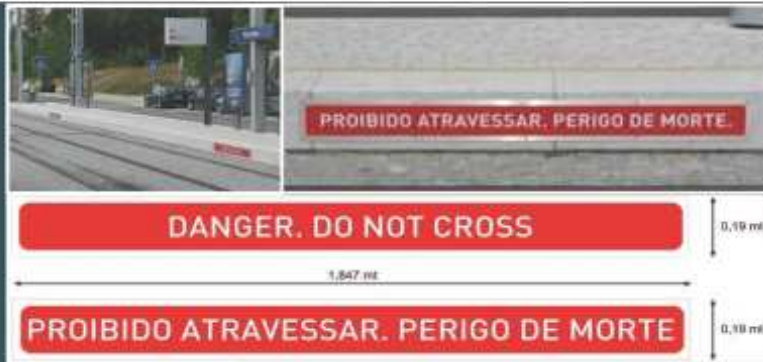 PROIBIDO ATRAVESSAR. PERIGO DE MORTE.
DANGER. DO NOT CROSS
0,19 mt
1,847 mt
PROIBIDO ATRAVESSAR. PERIGO DE MORTE
0,19 mt